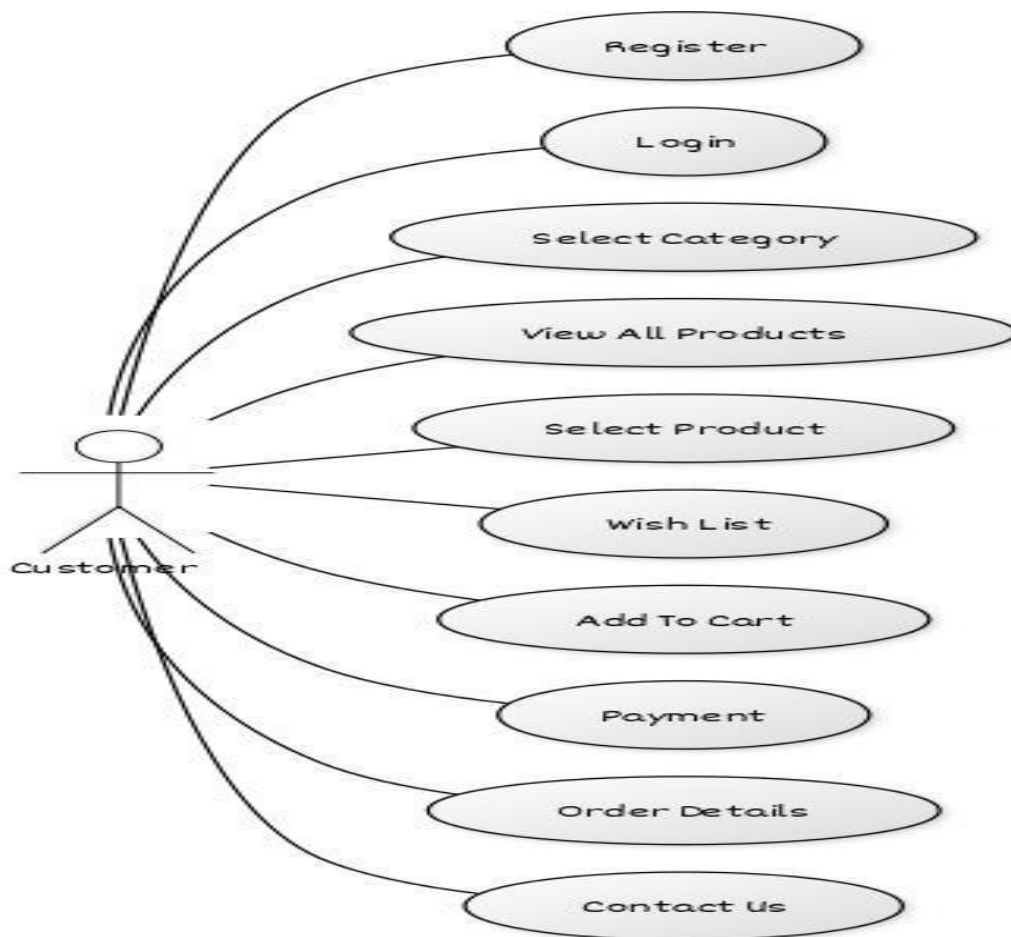 Register
Login
Select Category
View All Products
Select Product
Wish List
Customer
Add To Cart
Payment
Order Details
Contact Us